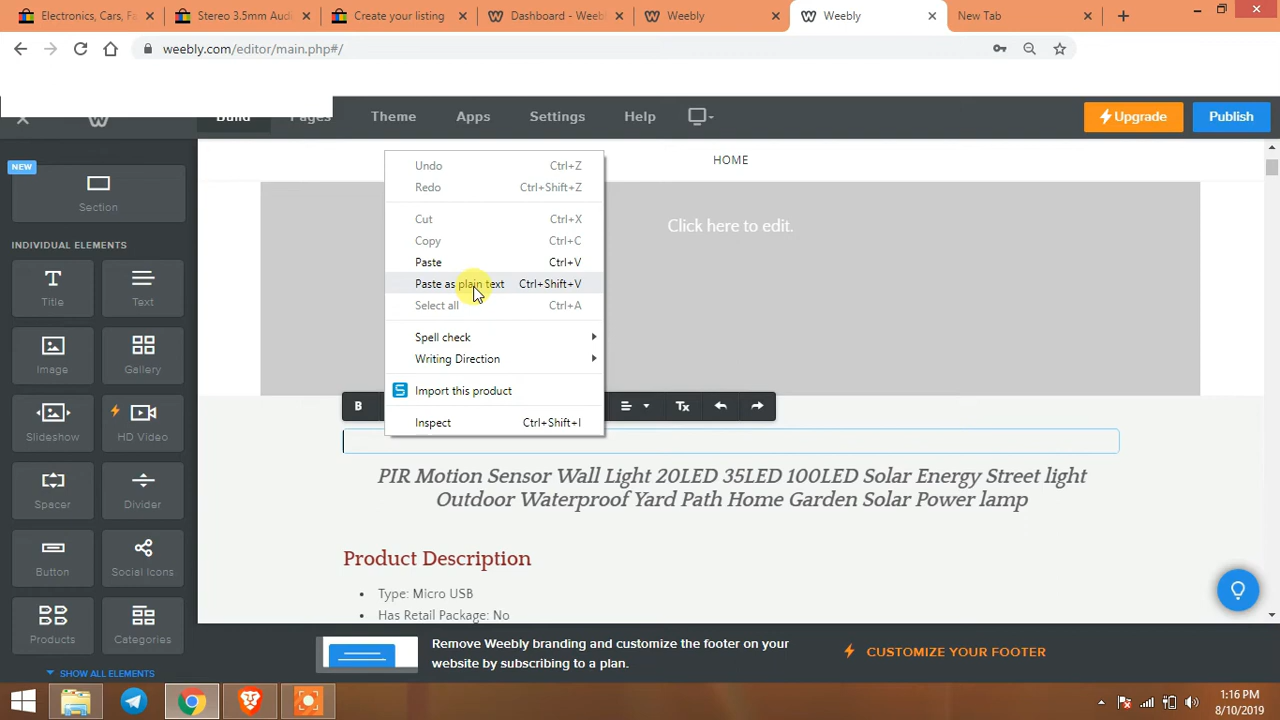 Electronics, Cars, Fa
Stereo 3.5mm Audi
Create your listing
Dashboard - Weeb
Weebly
Weebly
New Tab
weebly.com/editor/main.php#/
Build
Pages
Theme
Apps
Settings
Help
Upgrade
Publish
NEW
Section
INDIVIDUAL ELEMENTS
Title
Text
Image
Gallery
Slideshow
HD Video
Spacer
Divider
Button
Social Icons
Products
Categories
SHOW ALL ELEMENTS
HOME
Click here to edit.
Undo Ctrl+Z
Redo Ctrl+Shift+Z
Cut Ctrl+X
Copy Ctrl+C
Paste Ctrl+V
Paste as plain text Ctrl+Shift+V
Select all Ctrl+A
Spell check
Writing Direction
S Import this product
Inspect Ctrl+Shift+I
B
Tx
PIR Motion Sensor Wall Light 20LED 35LED 100LED Solar Energy Street light
Outdoor Waterproof Yard Path Home Garden Solar Power lamp
Product Description
• Type: Micro USB
• Has Retail Package: No
Remove Weebly branding and customize the footer on your
website by subscribing to a plan.
CUSTOMIZE YOUR FOOTER
1:16 PM
8/10/2019